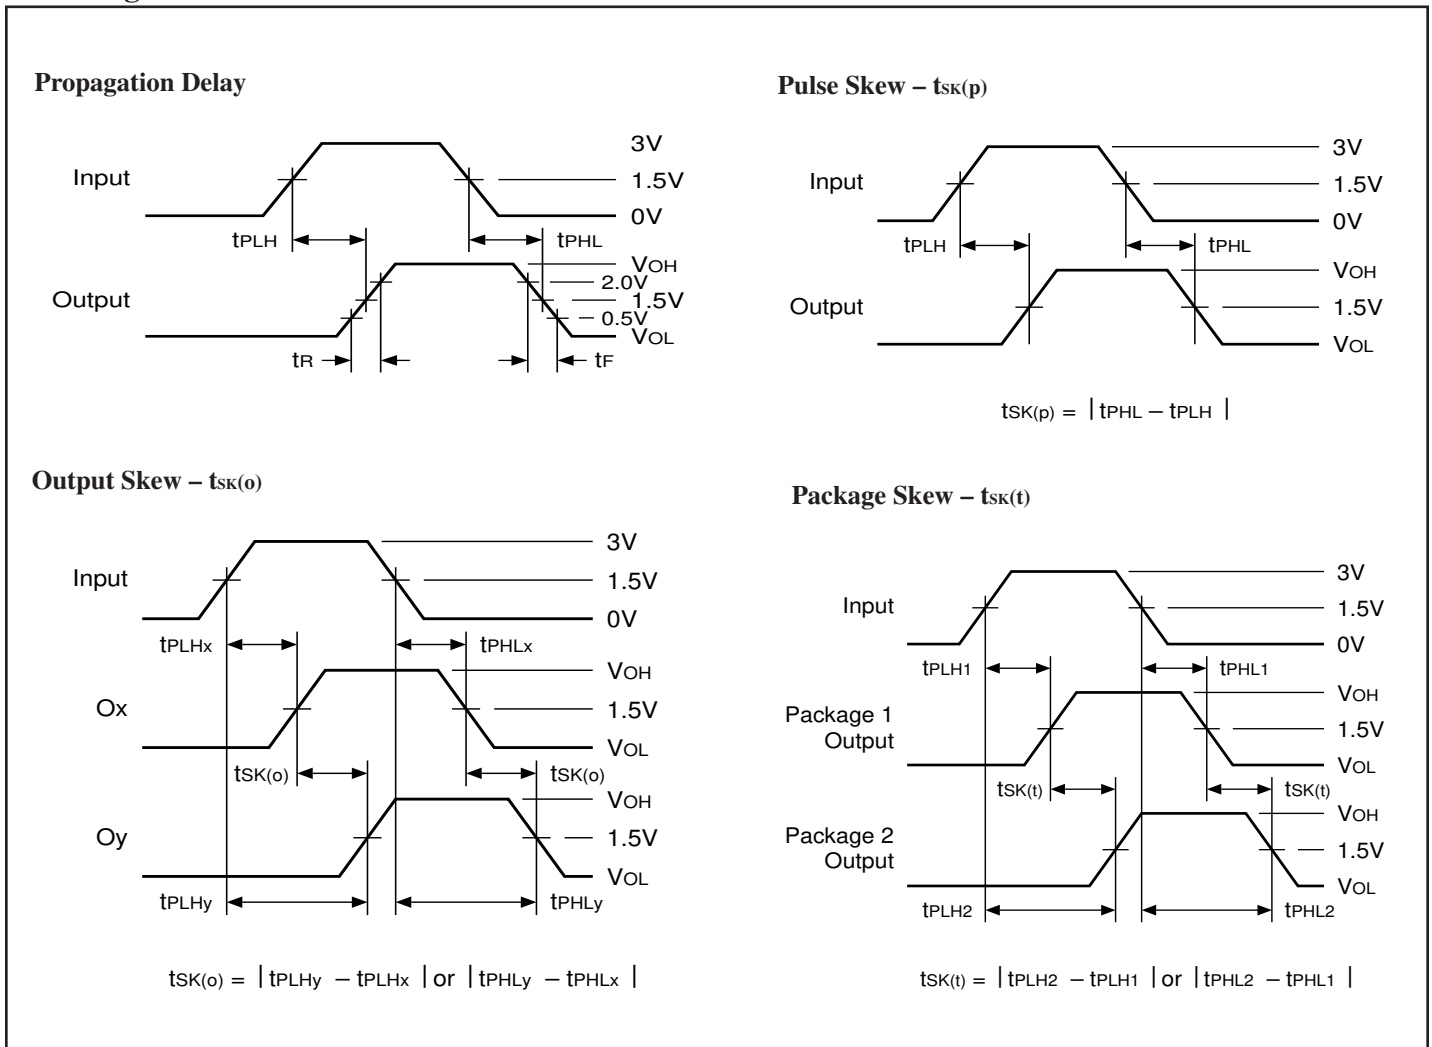 Propagation Delay
Input
3V
1.5V
0V
tPLH
tPHL
Output
VOH
2.0V
1.5V
0.5V
VOL
tR
tF
Pulse Skew – tSK(p)
Input
3V
1.5V
0V
tPLH
tPHL
Output
VOH
1.5V
VOL
tSK(p) = | tPHL – tPLH |
Output Skew – tSK(o)
Input
3V
1.5V
0V
tPLHx
tPHLx
Ox
VOH
1.5V
VOL
tSK(o)
tSK(o)
Oy
VOH
1.5V
VOL
tPLHy
tPHLy
tSK(o) = | tPLHy – tPLHx | or | tPHLy – tPHLx |
Package Skew – tSK(t)
Input
3V
1.5V
0V
tPLH1
tPHL1
Package 1
Output
VOH
1.5V
VOL
tSK(t)
tSK(t)
Package 2
Output
VOH
1.5V
VOL
tPLH2
tPHL2
tSK(t) = | tPLH2 – tPLH1 | or | tPHL2 – tPHL1 |